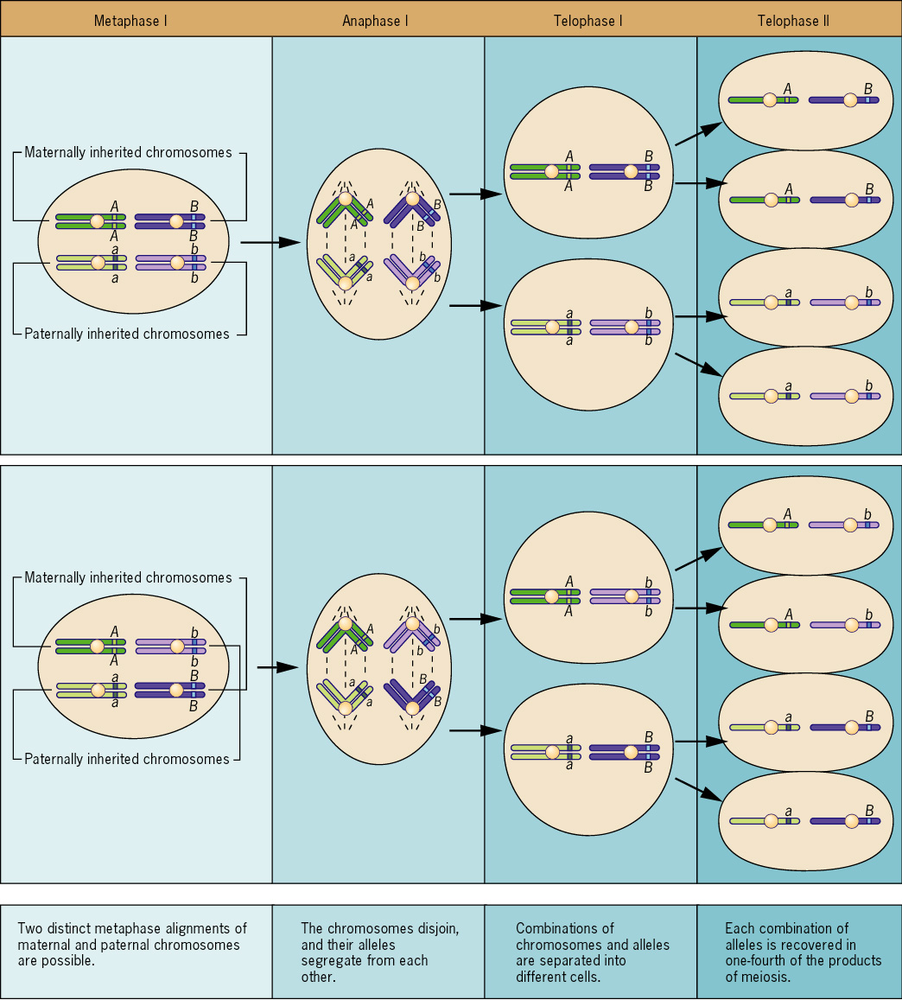 Metaphase I
Anaphase I
Telophase I
Telophase II
Maternally inherited chromosomes
A B
A B
a b
a b
Paternally inherited chromosomes
A B
A B
a b
a b
A B
A B
a b
a b
A B
A B
a b
a b
Maternally inherited chromosomes
A b
A b
a B
a B
Paternally inherited chromosomes
A b
A b
a B
a B
A b
A b
a B
a B
A b
A b
a B
a B
Two distinct metaphase alignments of
maternal and paternal chromosomes
are possible.
The chromosomes disjoin,
and their alleles
segregate from each
other.
Combinations of
chromosomes and alleles
are separated into
different cells.
Each combination of
alleles is recovered in
one-fourth of the products
of meiosis.